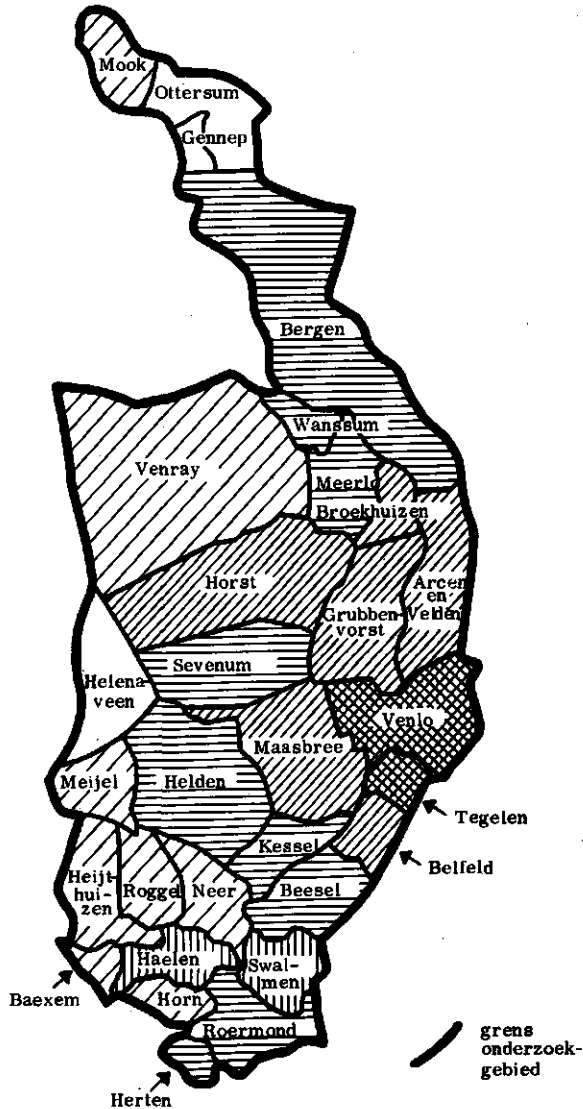 Mook
Ottersum
Gennep
Bergen
Wanssum
Venray
Meerlo
Broekhuizen
Horst
Arcen
en
Velden
Grubben-
vorst
Sevenum
Helena-
veen
Venlo
Maasbree
Meijel
Helden
Tegelen
Kessel
Belfeld
Heijt-
hui-
zen
Roggel
Neer
Beesel
Haelen
Swal-
men
Baexem
Horn
Roermond
Herten
grens
onderzoek-
gebied